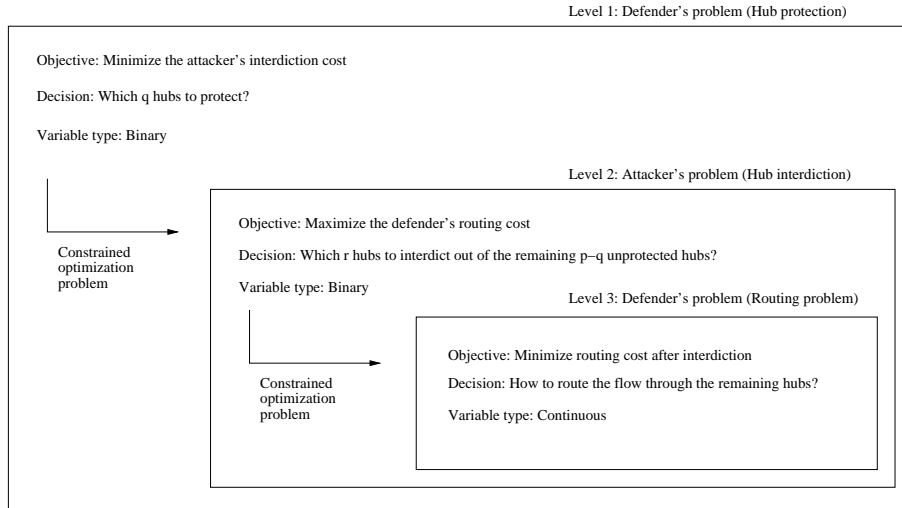 Level 1: Defender's problem (Hub protection)
Objective: Minimize the attacker's interdiction cost
Decision: Which q hubs to protect?
Variable type: Binary
Constrained
optimization
problem
Level 2: Attacker's problem (Hub interdiction)
Objective: Maximize the defender's routing cost
Decision: Which r hubs to interdict out of the remaining p−q unprotected hubs?
Variable type: Binary
Constrained
optimization
problem
Level 3: Defender's problem (Routing problem)
Objective: Minimize routing cost after interdiction
Decision: How to route the flow through the remaining hubs?
Variable type: Continuous